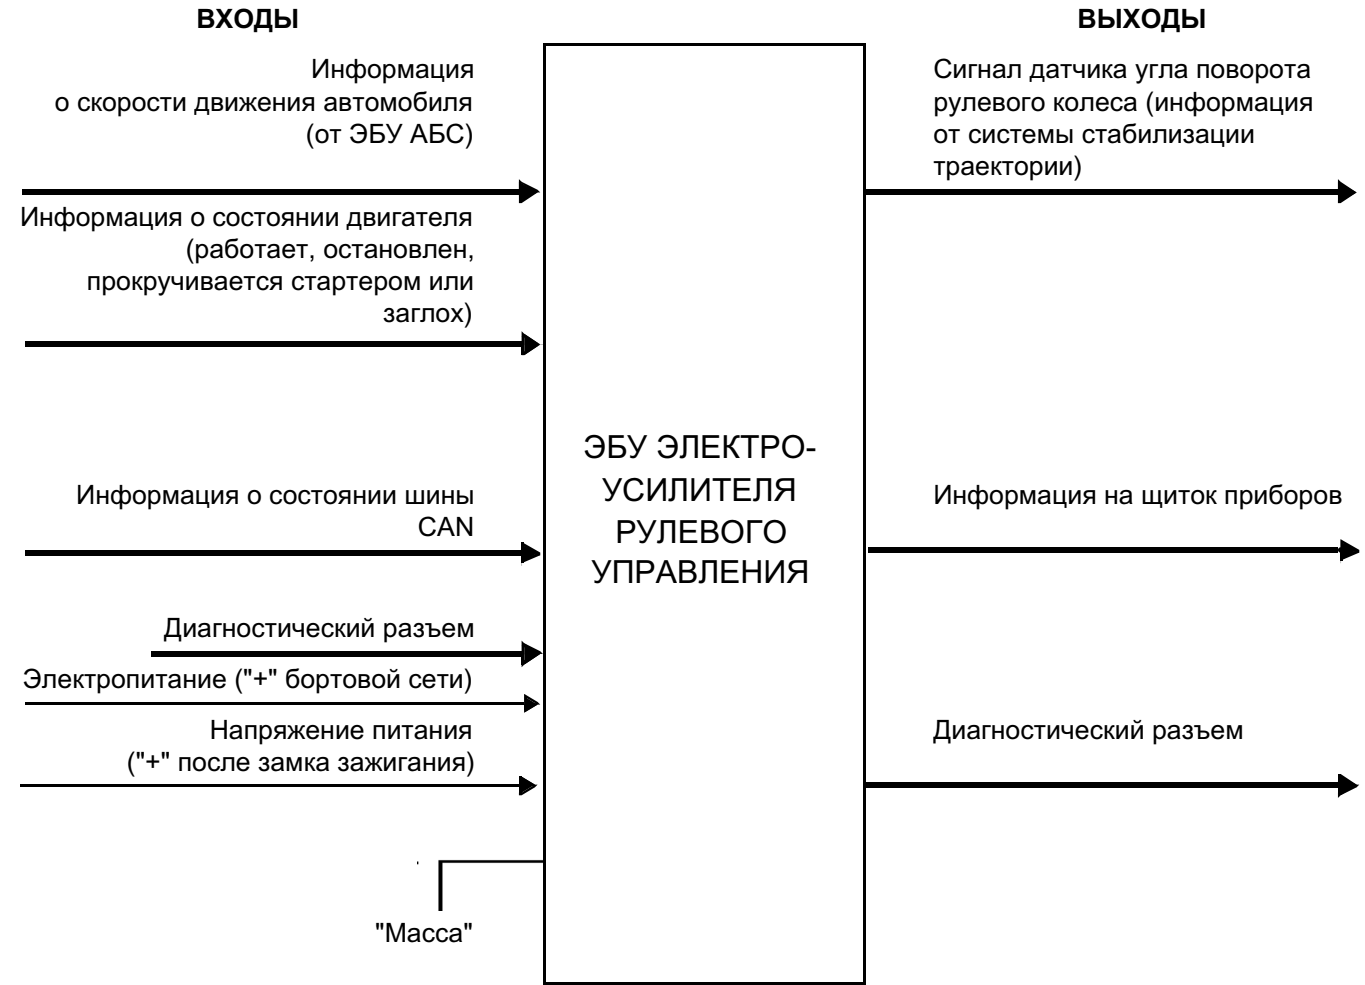 ВХОДЫ
Информация
о скорости движения автомобиля
(от ЭБУ АБС)
Информация о состоянии двигателя
(работает, остановлен,
прокручивается стартером или
заглох)
Информация о состоянии шины
CAN
Диагностический разъем
Электропитание ("+" бортовой сети)
Напряжение питания
("+" после замка зажигания)
"Масса"
ЭБУ ЭЛЕКТРО-
УСИЛИТЕЛЯ
РУЛЕВОГО
УПРАВЛЕНИЯ
ВЫХОДЫ
Сигнал датчика угла поворота
рулевого колеса (информация
от системы стабилизации
траектории)
Информация на щиток приборов
Диагностический разъем